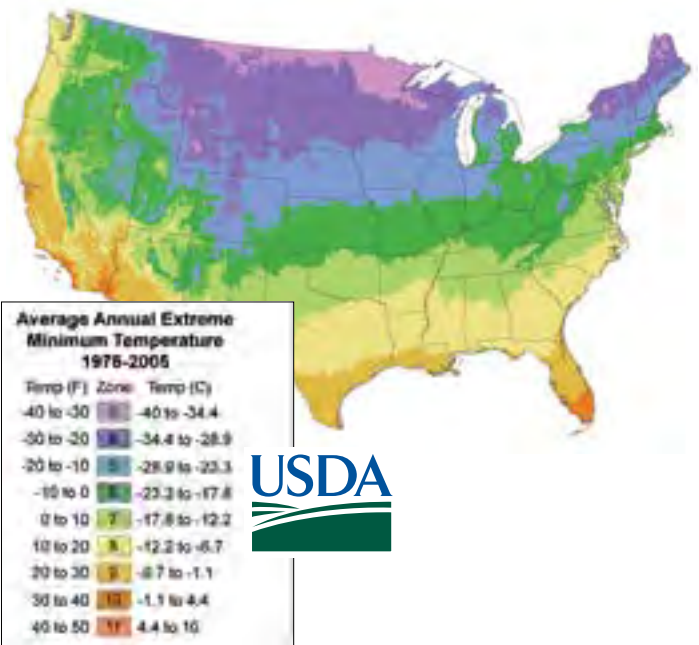 Average Annual Extreme
Minimum Temperature
1976-2005
Temp (F) Zone Temp (C)
-40 to -30 3 -40 to -34.4
-30 to -20 4 -34.4 to -28.9
-20 to -10 5 -28.9 to -23.3
-10 to 0 6 -23.3 to -17.8
0 to 10 7 -17.8 to -12.2
10 to 20 8 -12.2 to -6.7
20 to 30 9 -6.7 to -1.1
30 to 40 10 -1.1 to 4.4
40 to 50 11 4.4 to 10
USDA